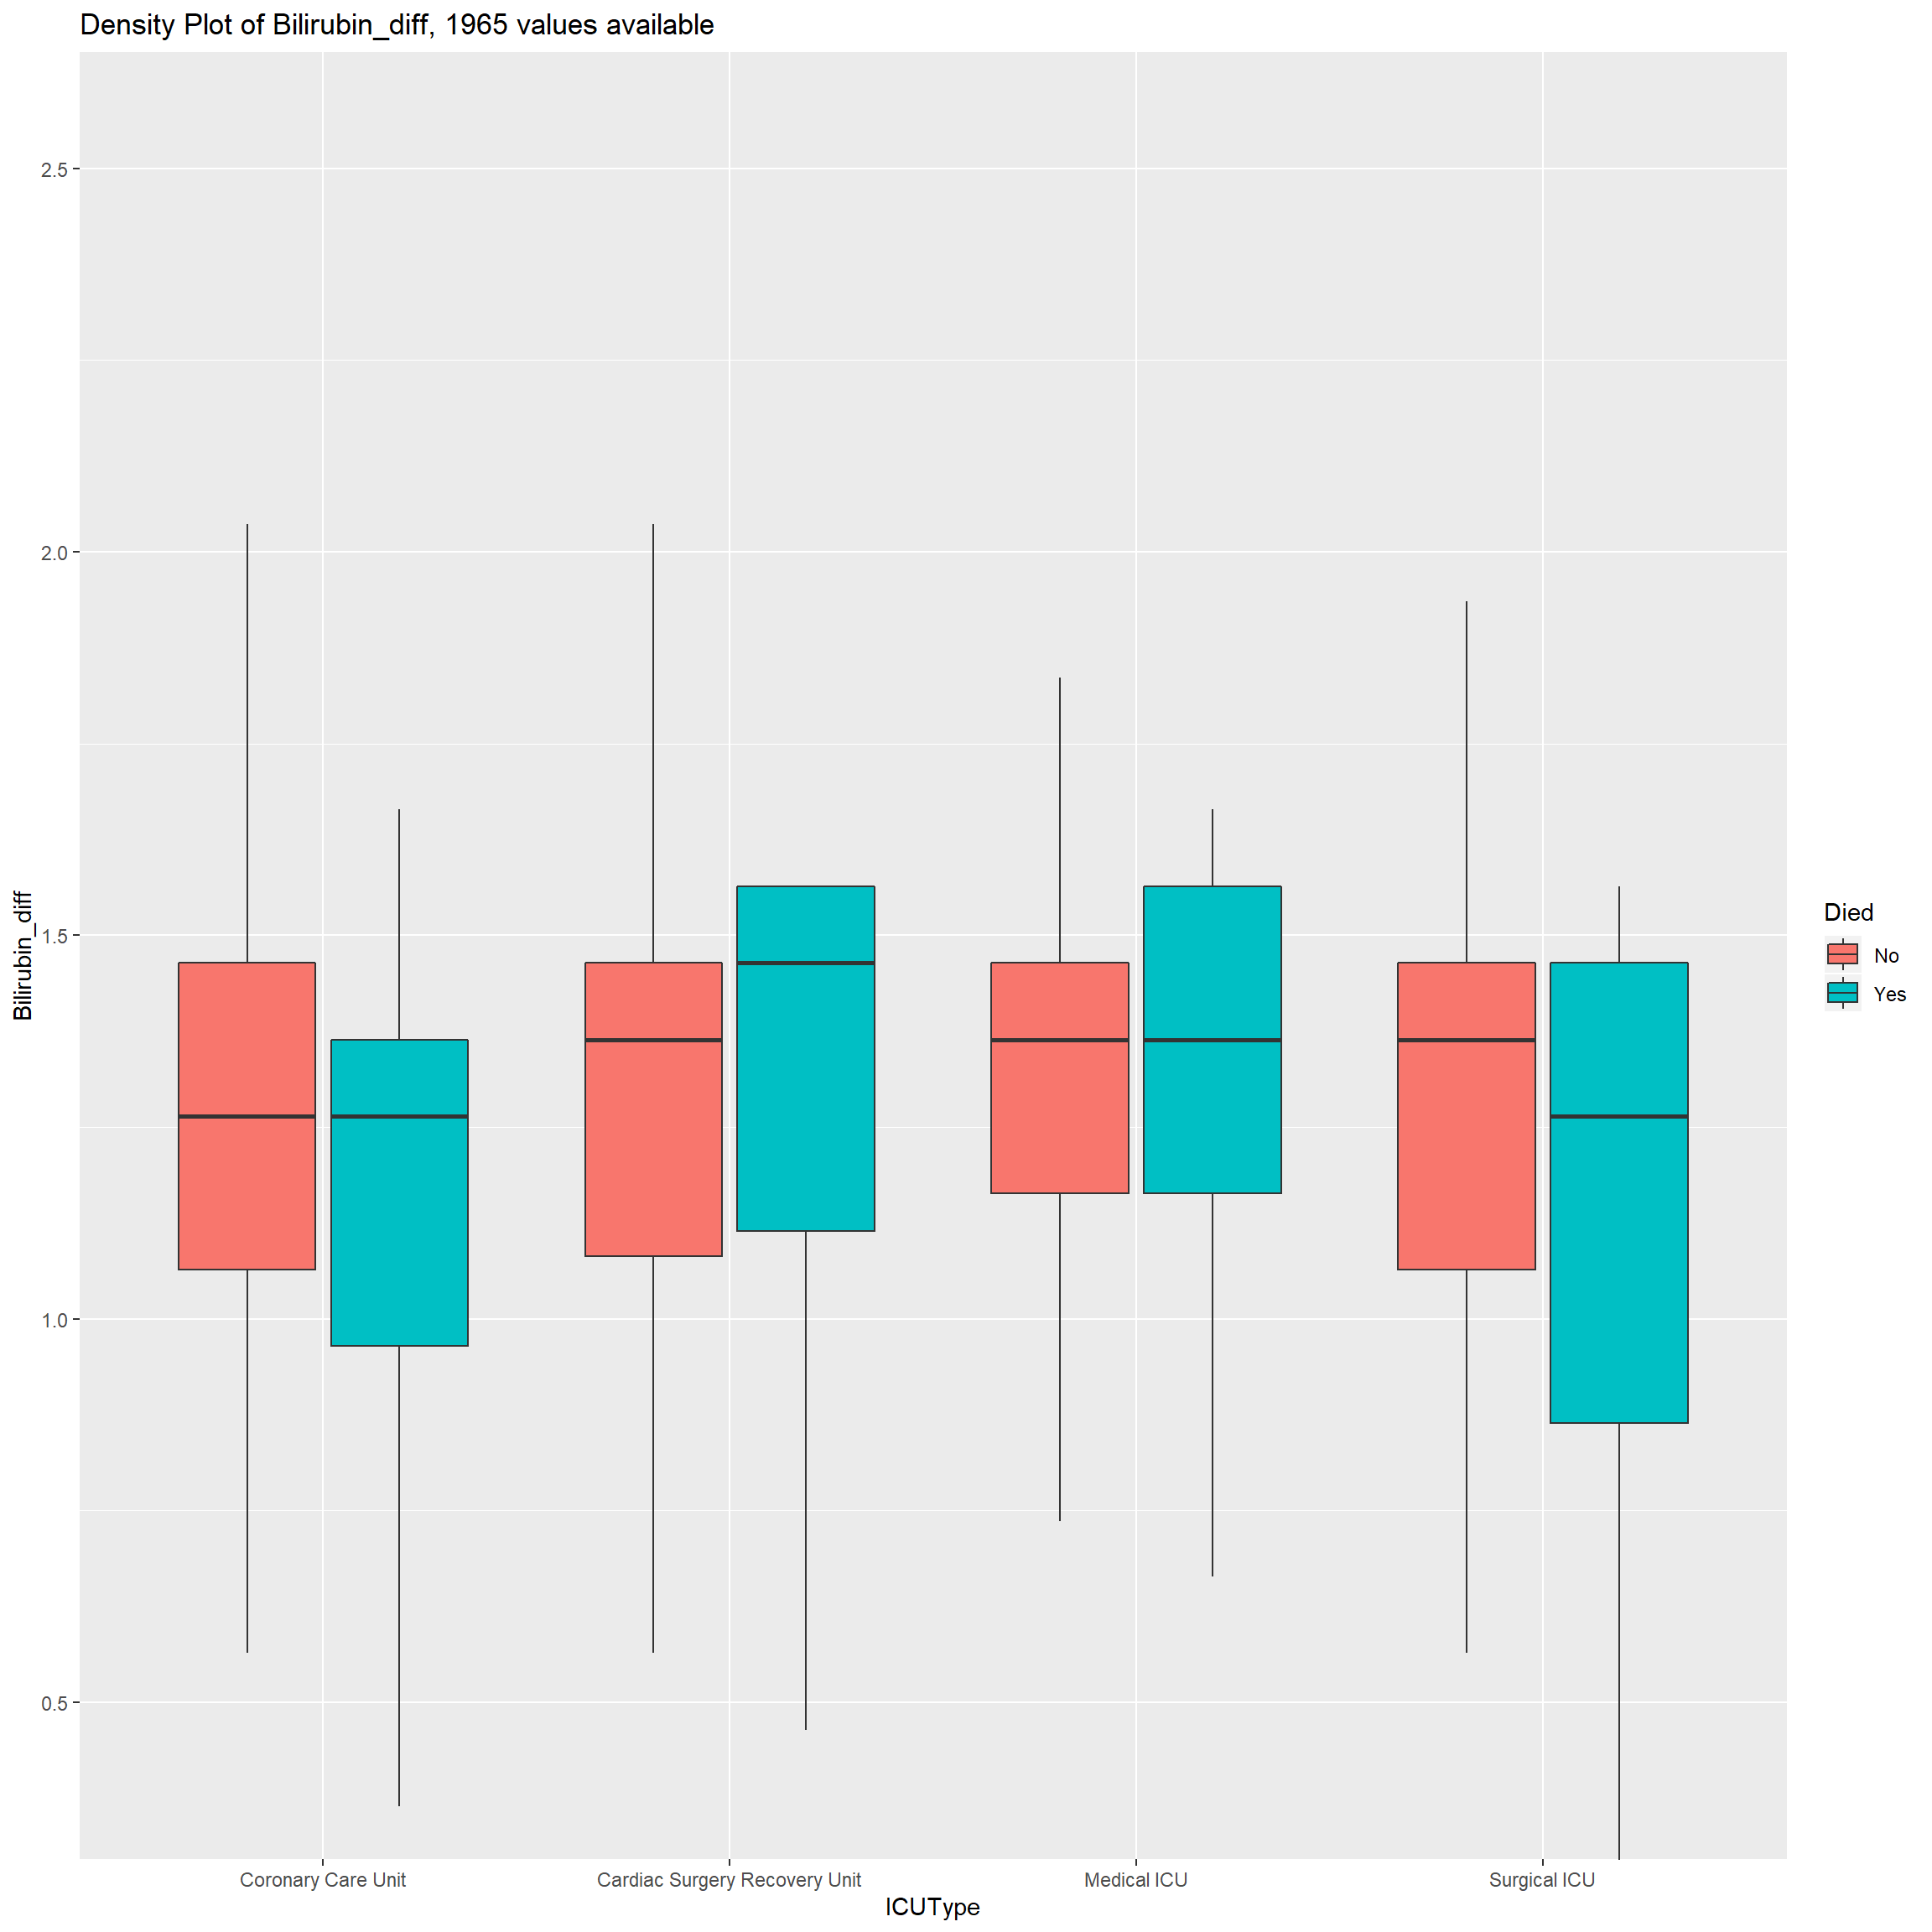 Density Plot of Bilirubin_diff, 1965 values available
Bilirubin_diff
2.5
2.0
1.5
1.0
0.5
Coronary Care Unit
Cardiac Surgery Recovery Unit
Medical ICU
Surgical ICU
ICUType
Died
No
Yes